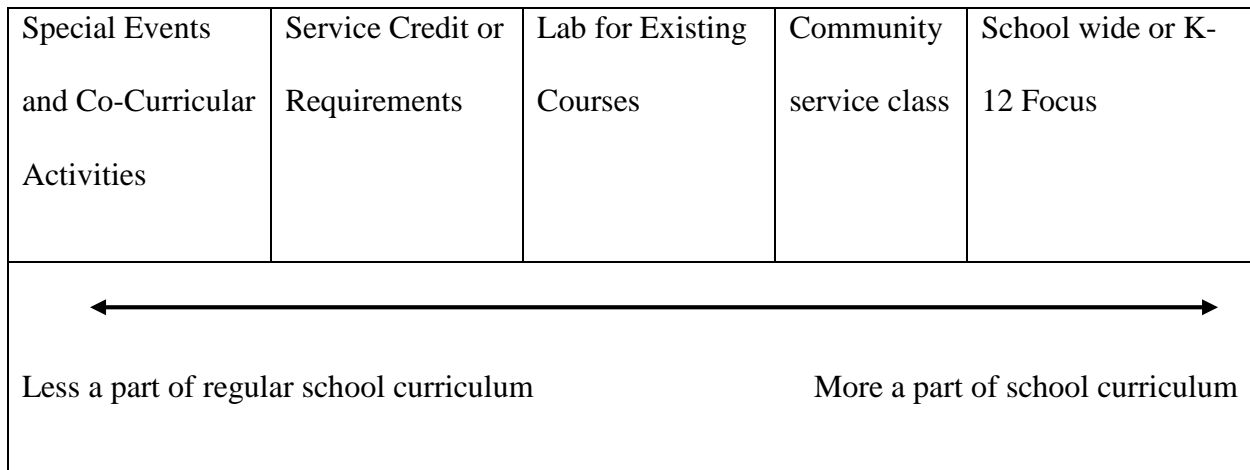 Special Events
and Co-Curricular
Activities
Service Credit or
Requirements
Lab for Existing
Courses
Community
service class
School wide or K-
12 Focus
Less a part of regular school curriculum
More a part of school curriculum